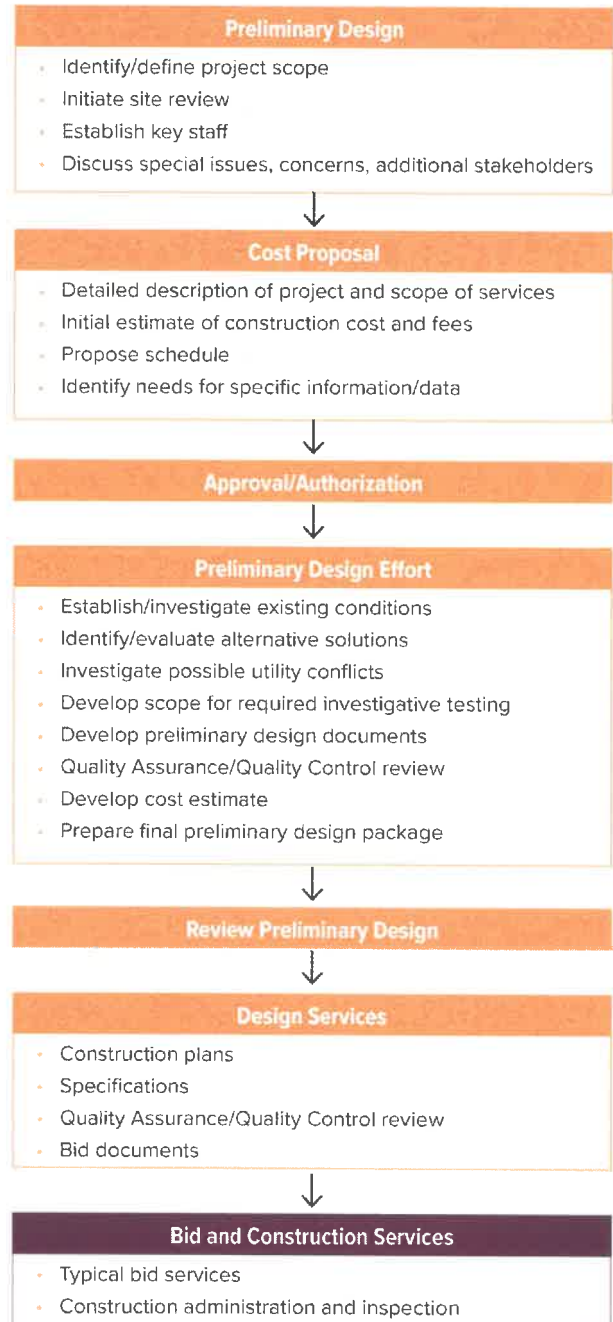 Preliminary Design
Identify/define project scope
Initiate site review
Establish key staff
Discuss special issues, concerns, additional stakeholders
Cost Proposal
Detailed description of project and scope of services
Initial estimate of construction cost and fees
Propose schedule
Identify needs for specific information/data
Approval/Authorization
Preliminary Design Effort
Establish/investigate existing conditions
Identify/evaluate alternative solutions
Investigate possible utility conflicts
Develop scope for required investigative testing
Develop preliminary design documents
Quality Assurance/Quality Control review
Develop cost estimate
Prepare final preliminary design package
Review Preliminary Design
Design Services
Construction plans
Specifications
Quality Assurance/Quality Control review
Bid documents
Bid and Construction Services
Typical bid services
Construction administration and inspection